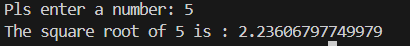 Pls enter a number: 5
The square root of 5 is : 2.23606797749979